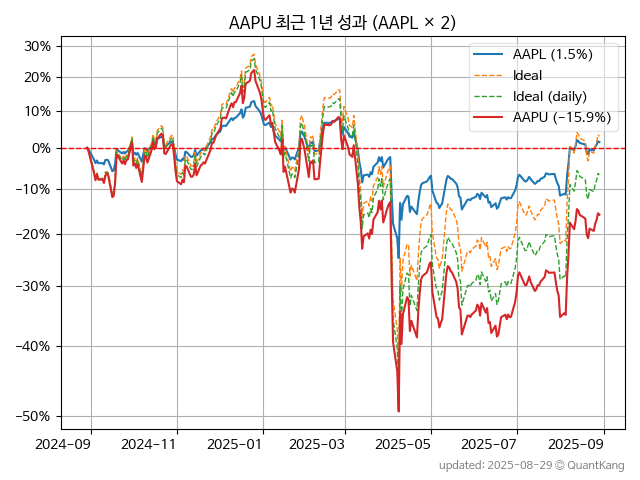 AAPU 최근 1년 성과 (AAPL × 2)
AAPL (1.5%)
Ideal
Ideal (daily)
AAPU (−15.9%)
30%
20%
10%
0%
−10%
−20%
−30%
−40%
−50%
2024-09
2024-11
2025-01
2025-03
2025-05
2025-07
2025-09
updated: 2025-08-29 © QuantKang